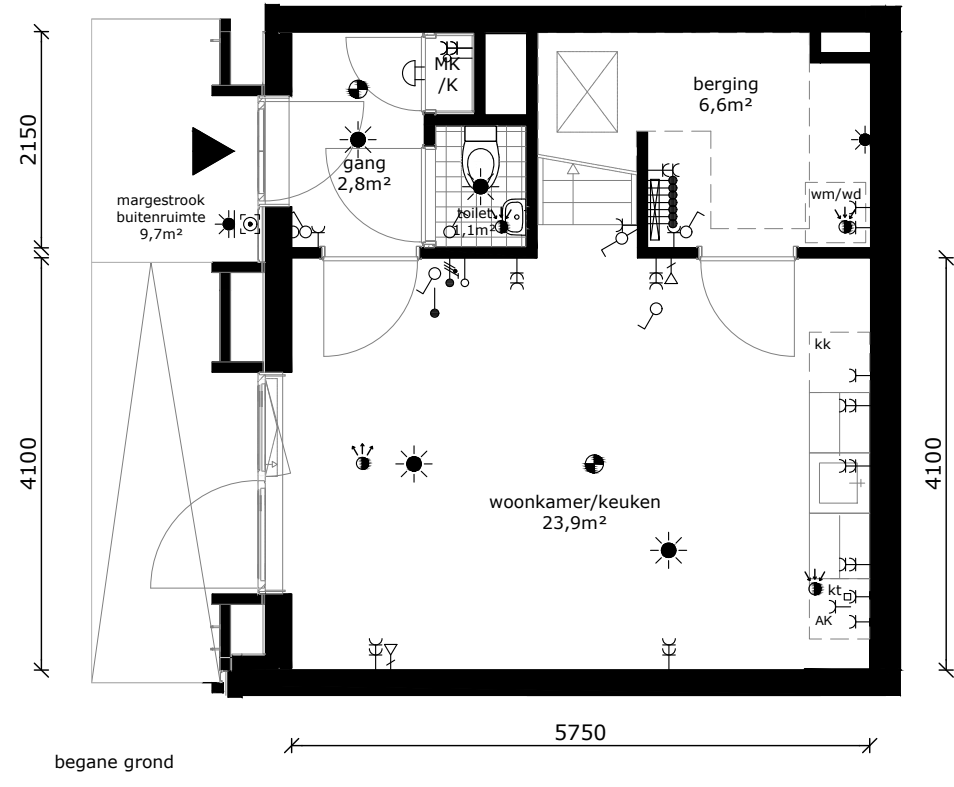 MK
/K
berging
6,6m²
2150
gang
2,8m²
margestrook
buitenruimte
9,7m²
toilet
1,1m²
wm/wd
kk
4100
4100
woonkamer/keuken
23,9m²
kt
AK
5750
begane grond